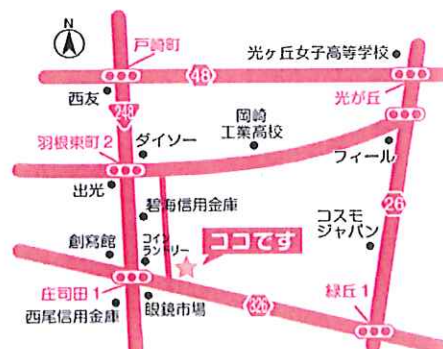 N
戸崎町
光ヶ丘女子高等学校
48
西友
光が丘
248
岡崎
工業高校
羽根東町2
ダイソー
フィール
出光
26
碧海信用金庫
コスモ
ジャパン
創寫館
コイン
ランドリー
ココです
庄司田1
326
緑丘1
西尾信用金庫
眼鏡市場